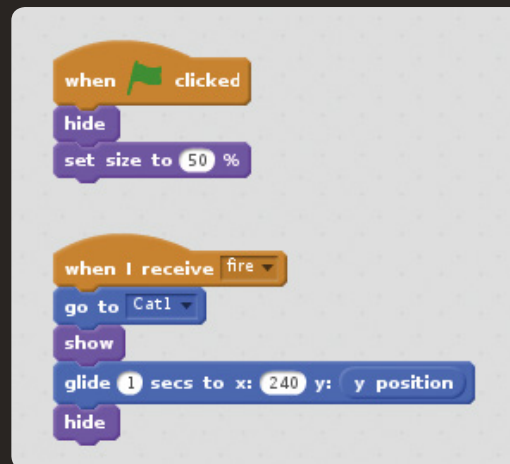 when clicked
hide
set size to 50 %
when I receive fire
go to Cat1
show
glide 1 secs to x: 240 y: y position
hide